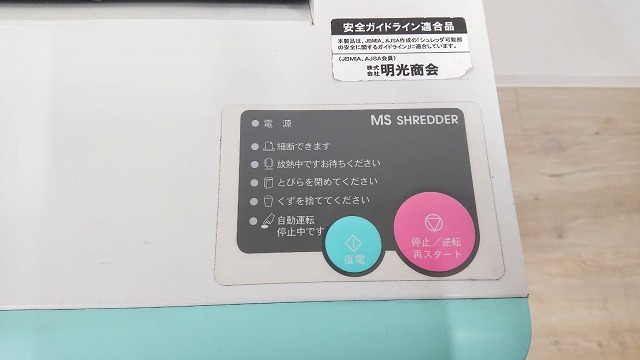 安全ガイドライン適合品
本製品は、JBMIA、AJSA作成の「シュレッダ可動部
の安全に関するガイドライン」に適合しています。
(JBMIA、AJSA会員)
株式会社 明光商会
電源 MS SHREDDER
細断できます
放熱中ですお待ちください
とびらを閉めてください
くずを捨ててください
自動運転
停止中です
復電
停止/逆転
再スタート